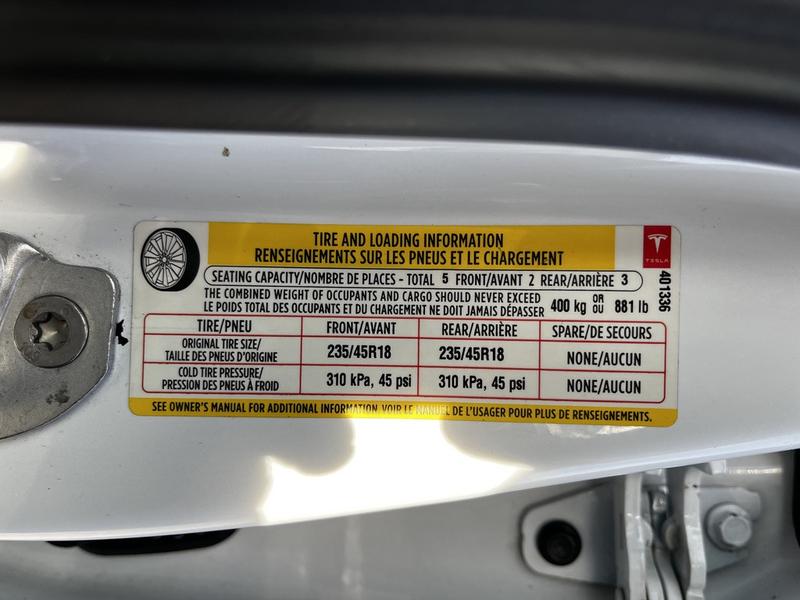 TIRE AND LOADING INFORMATION
RENSEIGNEMENTS SUR LES PNEUS ET LE CHARGEMENT
TESLA
401336
SEATING CAPACITY/NOMBRE DE PLACES - TOTAL 5 FRONT/AVANT 2 REAR/ARRIÈRE 3
THE COMBINED WEIGHT OF OCCUPANTS AND CARGO SHOULD NEVER EXCEED
LE POIDS TOTAL DES OCCUPANTS ET DU CHARGEMENT NE DOIT JAMAIS DÉPASSER
400 kg OR OU 881 lb
TIRE/PNEU FRONT/AVANT REAR/ARRIÈRE SPARE/DE SECOURS
ORIGINAL TIRE SIZE/
TAILLE DES PNEUS D'ORIGINE
235/45R18 235/45R18 NONE/AUCUN
COLD TIRE PRESSURE/
PRESSION DES PNEUS À FROID
310 kPa, 45 psi 310 kPa, 45 psi NONE/AUCUN
SEE OWNER'S MANUAL FOR ADDITIONAL INFORMATION. VOIR LE MANUEL DE L'USAGER POUR PLUS DE RENSEIGNEMENTS.